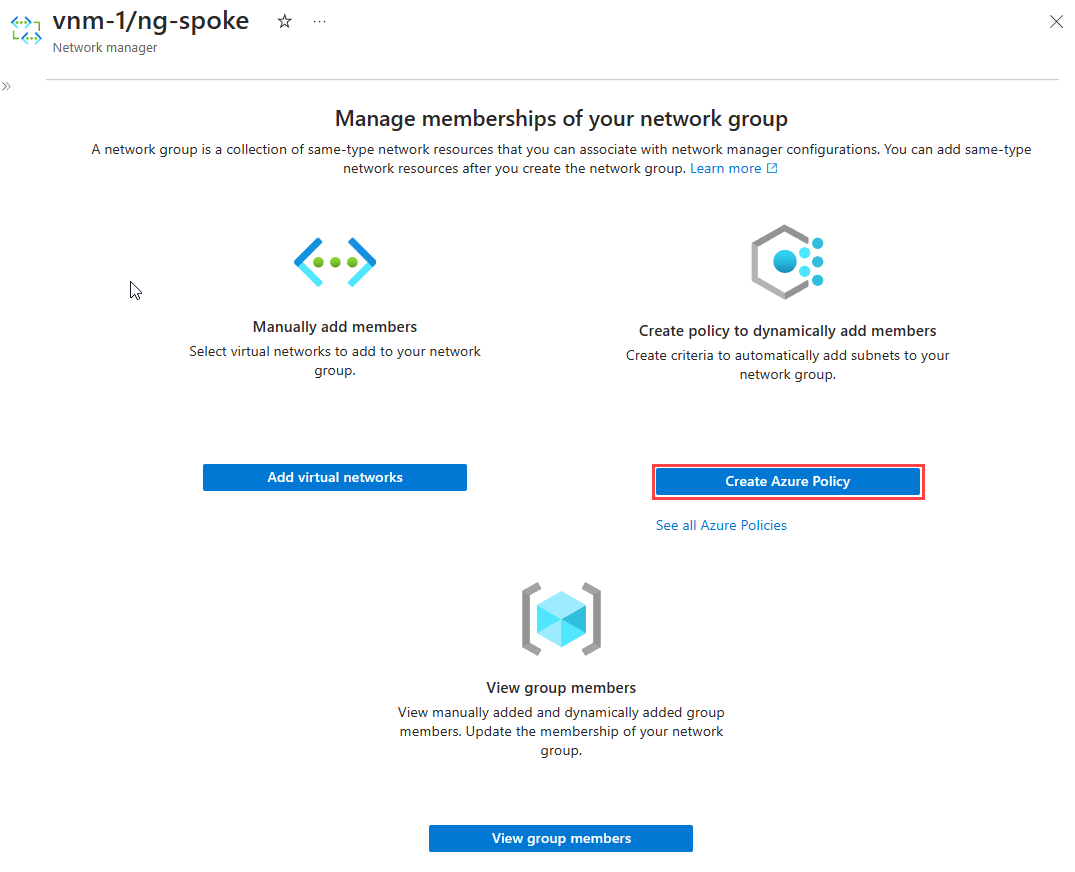 vnm-1/ng-spoke
Network manager
Manage memberships of your network group
A network group is a collection of same-type network resources that you can associate with network manager configurations. You can add same-type
network resources after you create the network group. Learn more
Manually add members
Select virtual networks to add to your network
group.
Add virtual networks
Create policy to dynamically add members
Create criteria to automatically add subnets to your
network group.
Create Azure Policy
See all Azure Policies
View group members
View manually added and dynamically added group
members. Update the membership of your network
group.
View group members